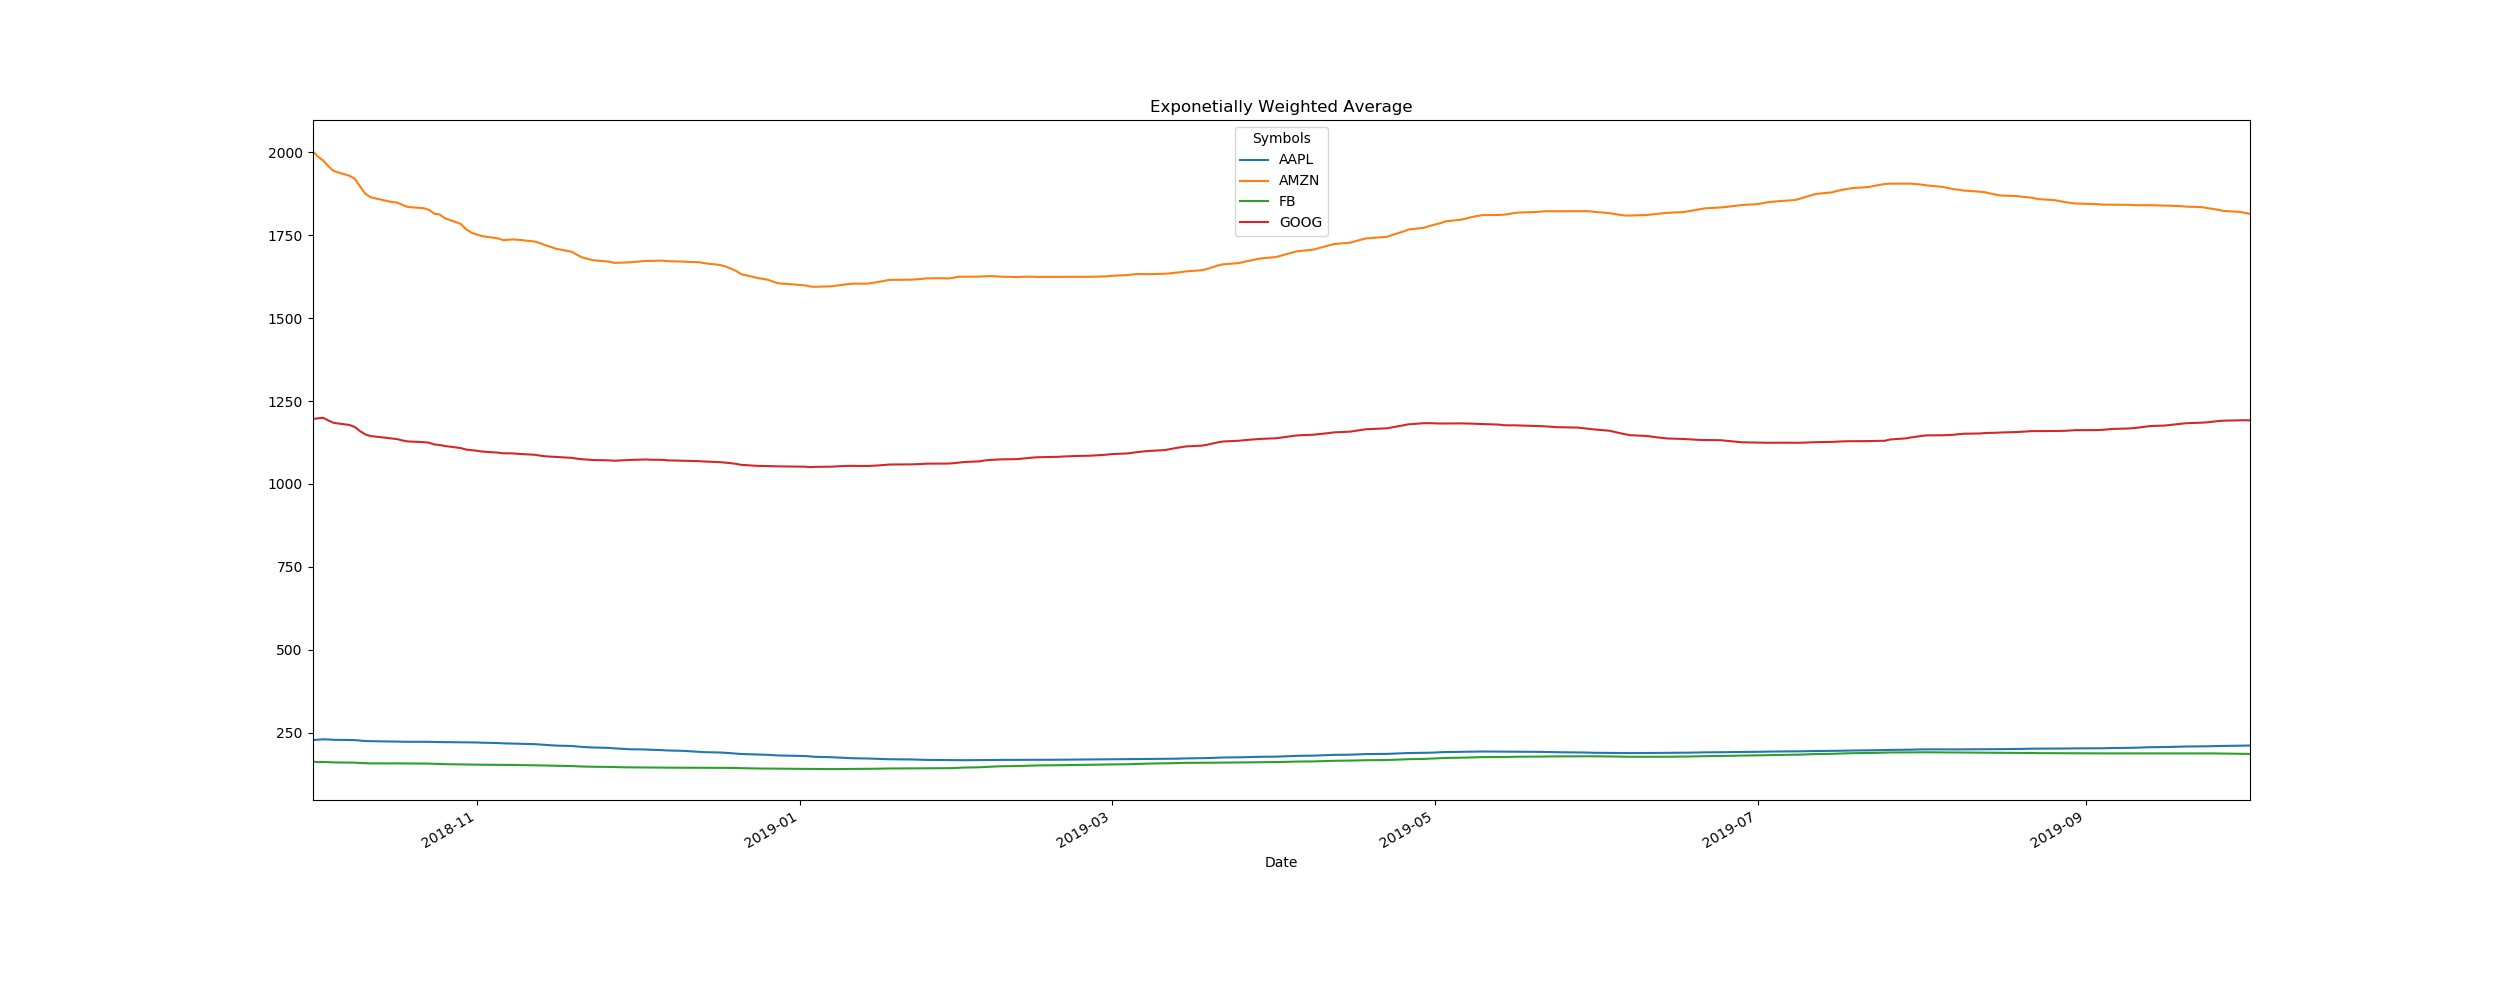 Exponetially Weighted Average
Symbols
AAPL
AMZN
FB
GOOG
2000
1750
1500
1250
1000
750
500
250
2018-11
2019-01
2019-03
2019-05
2019-07
2019-09
Date